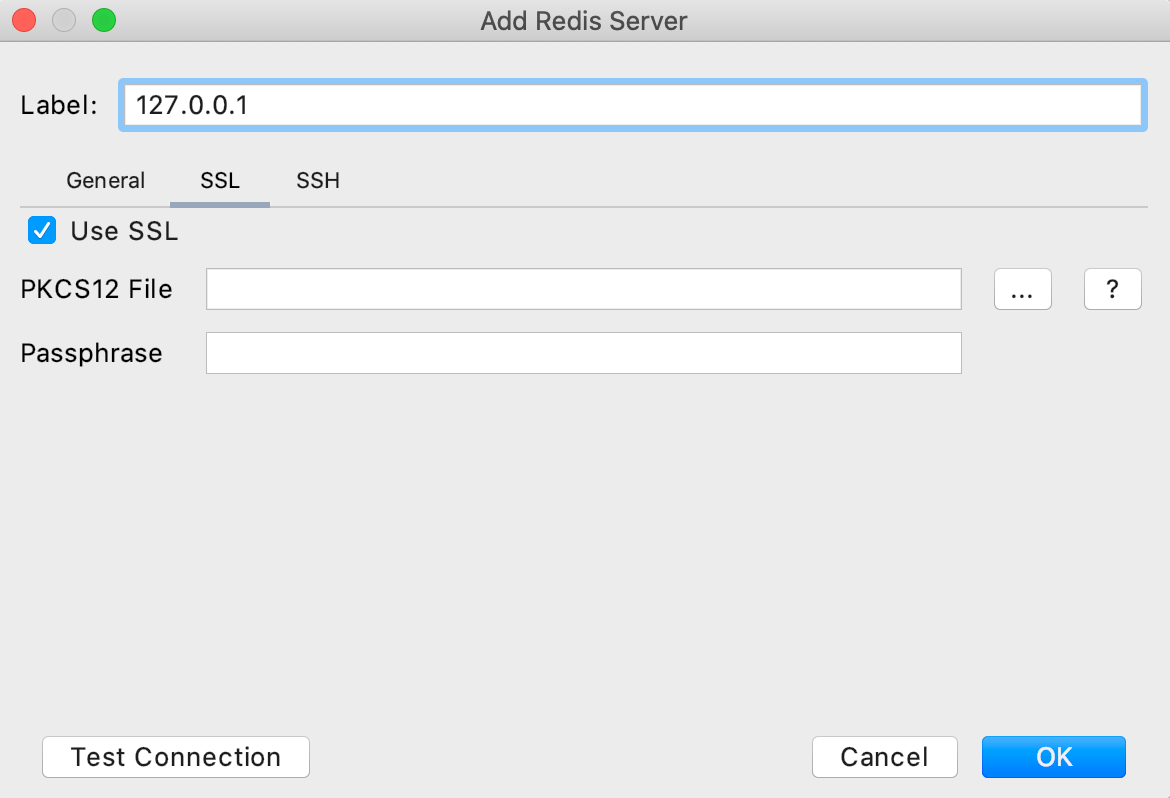 Add Redis Server
Label: 127.0.0.1
General SSL SSH
Use SSL
PKCS12 File ... ?
Passphrase
Test Connection Cancel OK